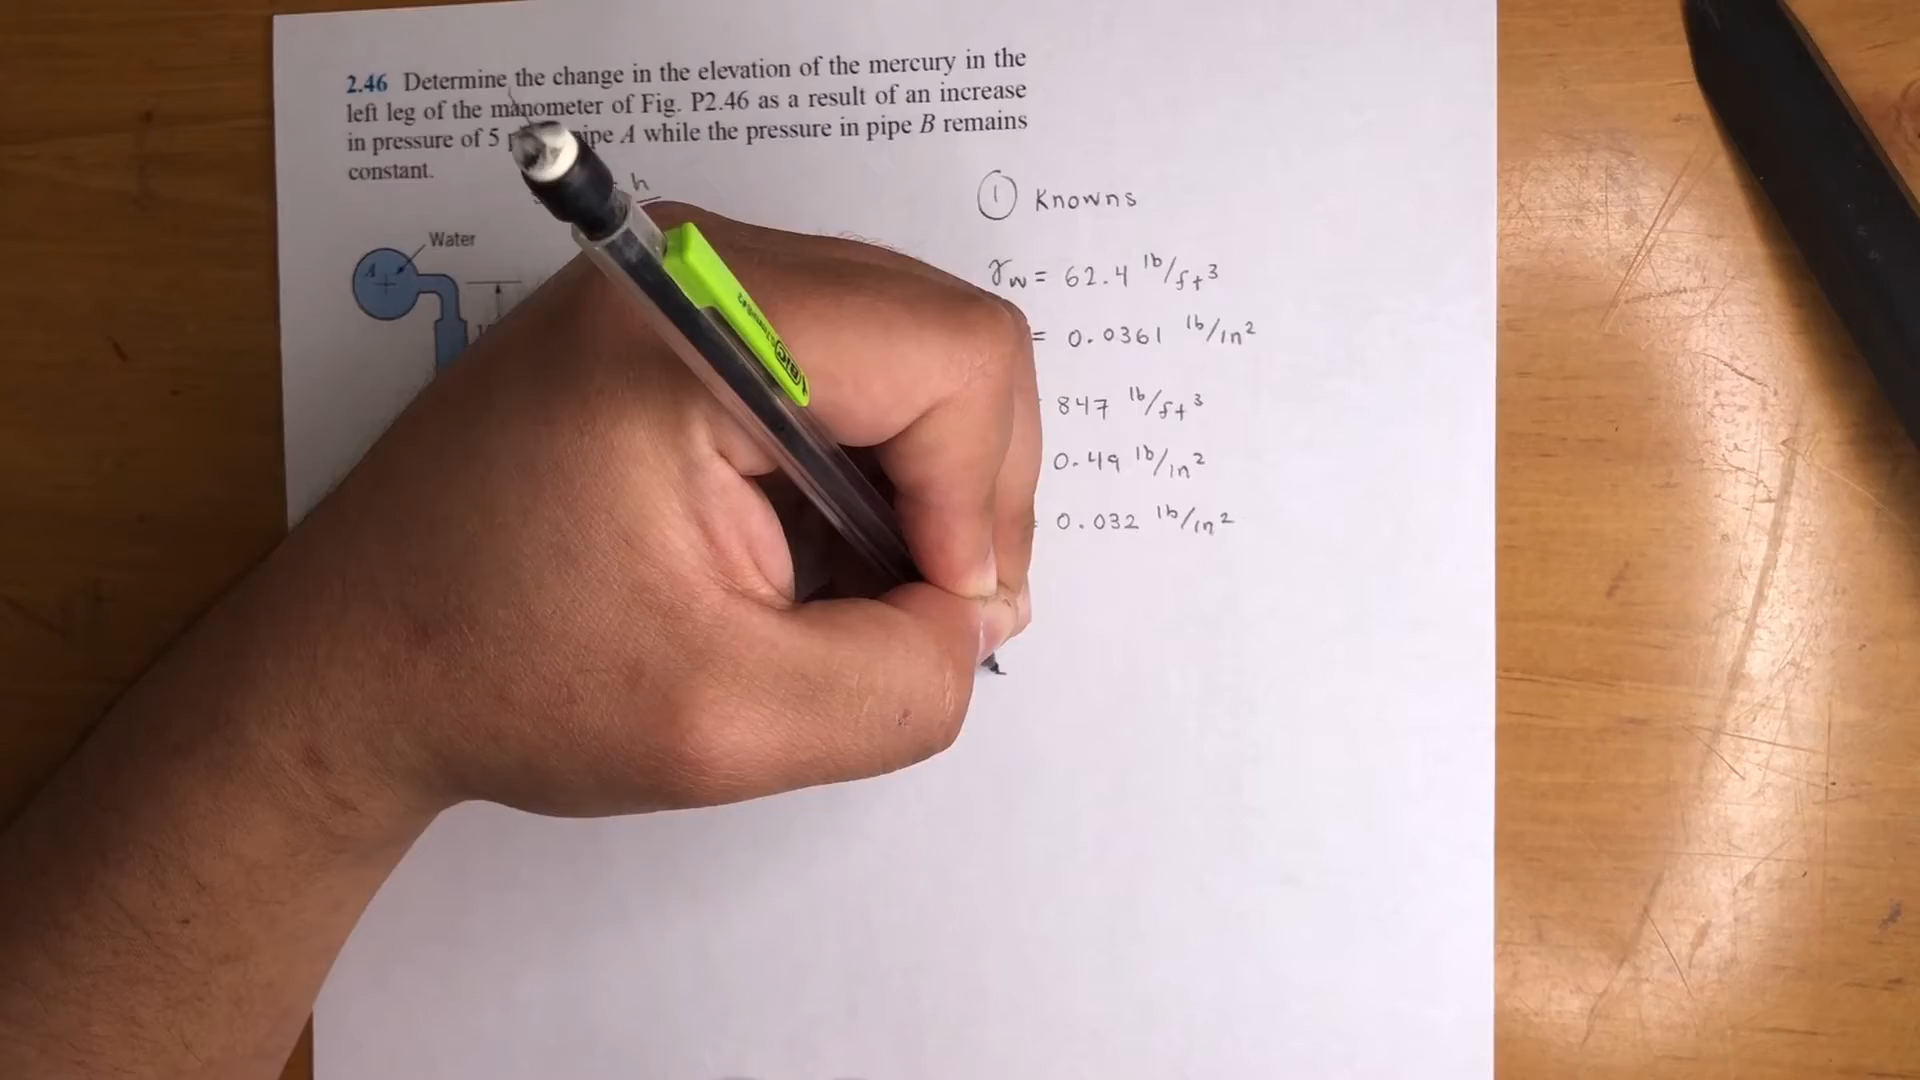 2.46 Determine the change in the elevation of the mercury in the
left leg of the manometer of Fig. P2.46 as a result of an increase
in pressure of 5 pipe A while the pressure in pipe B remains
constant.
h
① Knowns
Water
A
γw = 62.4 lb/ft3
= 0.0361 lb/in2
847 lb/ft3
0.49 lb/in2
= 0.032 lb/in2
BIC